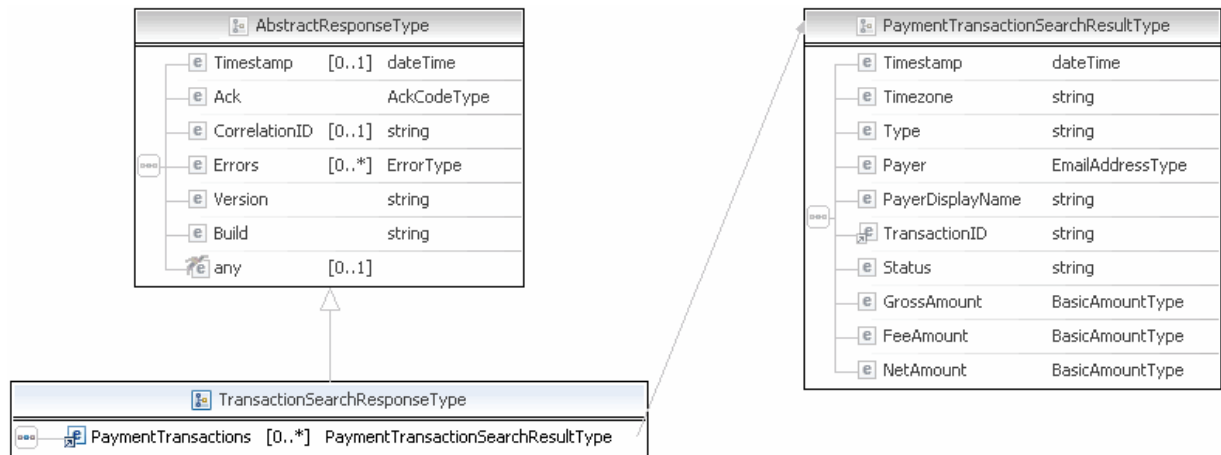 AbstractResponseType
Timestamp [0..1] dateTime
Ack AckCodeType
CorrelationID [0..1] string
Errors [0..*] ErrorType
Version string
Build string
any [0..1]
TransactionSearchResponseType
PaymentTransactions [0..*] PaymentTransactionSearchResultType
PaymentTransactionSearchResultType
Timestamp dateTime
Timezone string
Type string
Payer EmailAddressType
PayerDisplayName string
TransactionID string
Status string
GrossAmount BasicAmountType
FeeAmount BasicAmountType
NetAmount BasicAmountType